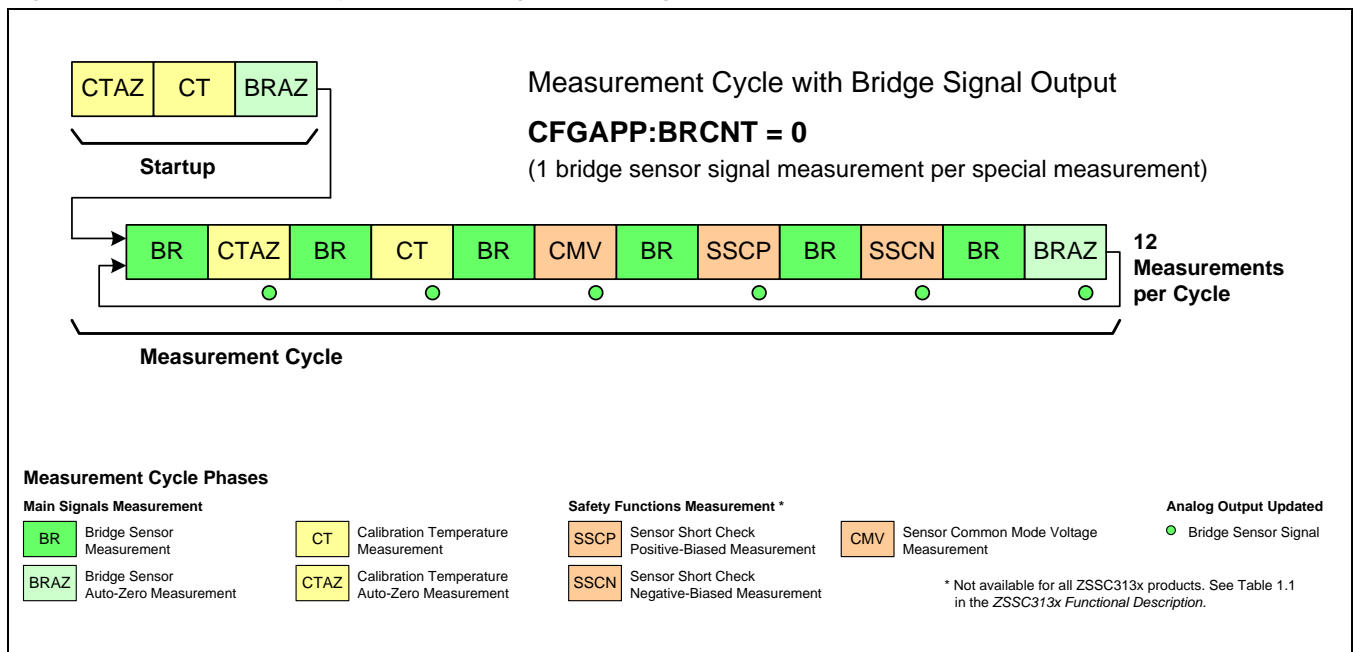 CTAZ CT BRAZ
Startup
Measurement Cycle with Bridge Signal Output
CFGAPP:BRCNT = 0
(1 bridge sensor signal measurement per special measurement)
BR CTAZ BR CT BR CMV BR SSCP BR SSCN BR BRAZ
12
Measurements
per Cycle
Measurement Cycle
Measurement Cycle Phases
Main Signals Measurement
BR Bridge Sensor
Measurement
BRAZ Bridge Sensor
Auto-Zero Measurement
CT Calibration Temperature
Measurement
CTAZ Calibration Temperature
Auto-Zero Measurement
Safety Functions Measurement *
SSCP Sensor Short Check
Positive-Biased Measurement
SSCN Sensor Short Check
Negative-Biased Measurement
CMV Sensor Common Mode Voltage
Measurement
Analog Output Updated
Bridge Sensor Signal
* Not available for all ZSSC313x products. See Table 1.1
in the ZSSC313x Functional Description.